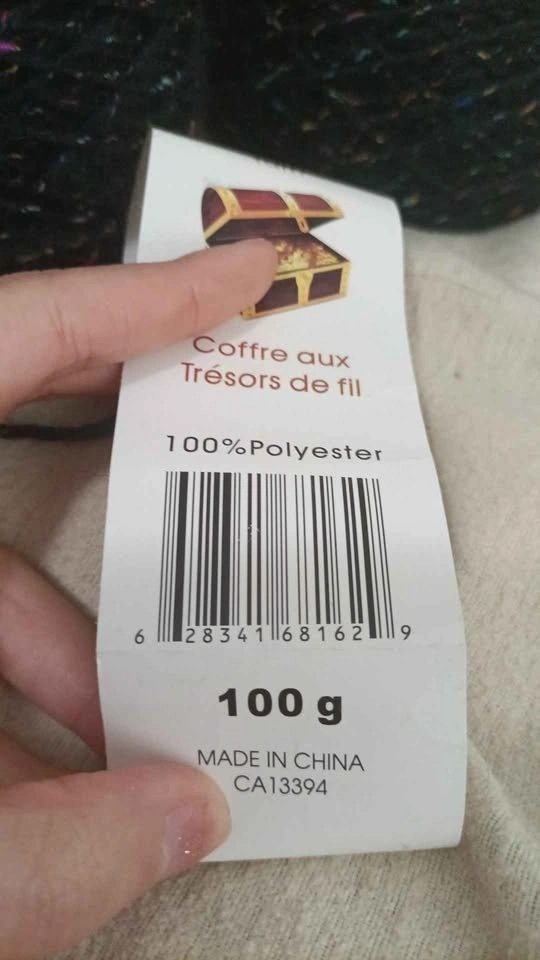 Coffre aux
Trésors de fil
100%Polyester
6 28341 68162 9
100 g
MADE IN CHINA
CA13394